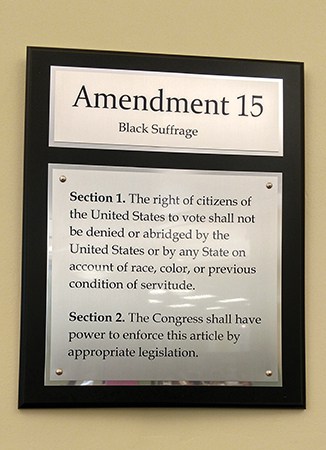 Amendment 15
Black Suffrage
Section 1. The right of citizens of
the United States to vote shall not
be denied or abridged by the
United States or by any State on
account of race, color, or previous
condition of servitude.
Section 2. The Congress shall have
power to enforce this article by
appropriate legislation.